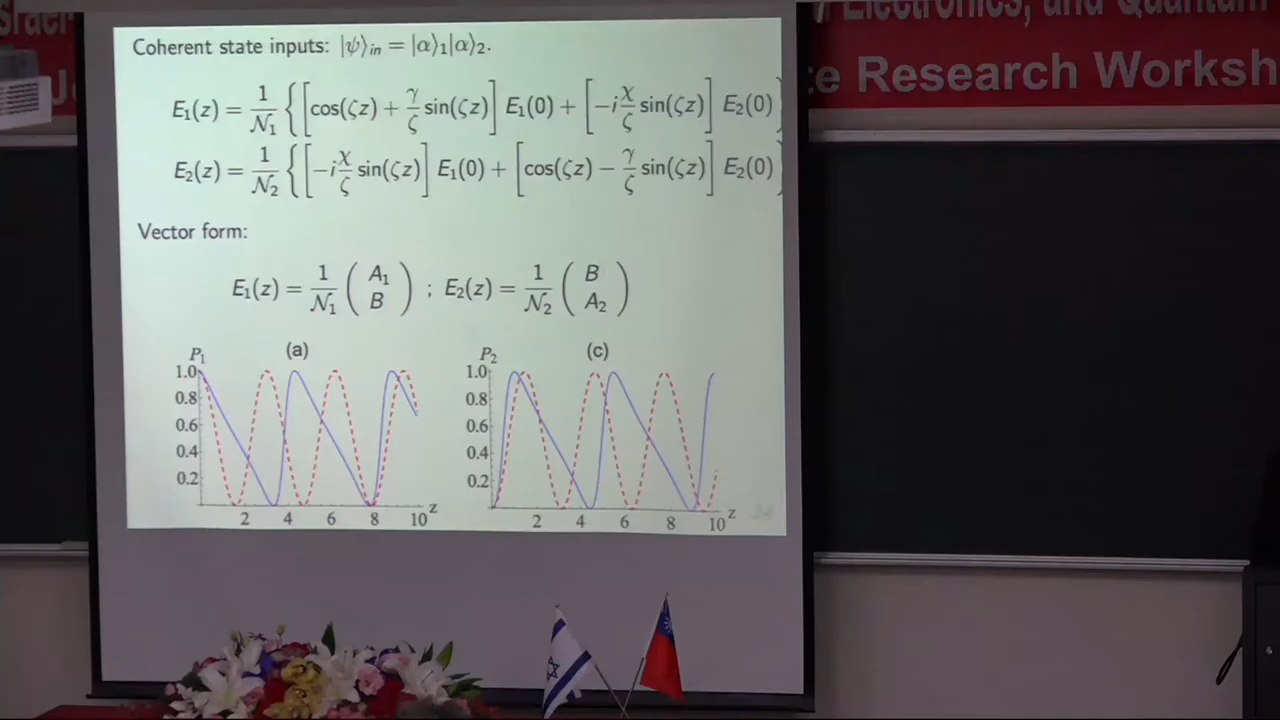 Electronics, and Quantum
te Research Worksh
Coherent state inputs: |ψ⟩in = |α⟩1|α⟩2.
E1(z) = 1/𝒩1 { [cos(ζz) + γ/ζ sin(ζz)] E1(0) + [−i χ/ζ sin(ζz)] E2(0) }
E2(z) = 1/𝒩2 { [−i χ/ζ sin(ζz)] E1(0) + [cos(ζz) − γ/ζ sin(ζz)] E2(0) }
Vector form:
E1(z) = 1/𝒩1 ( A1 B ) ; E2(z) = 1/𝒩2 ( B A2 )
P1 (a)
1.0
0.8
0.6
0.4
0.2
2 4 6 8 10 z
P2 (c)
1.0
0.8
0.6
0.4
0.2
2 4 6 8 10 z